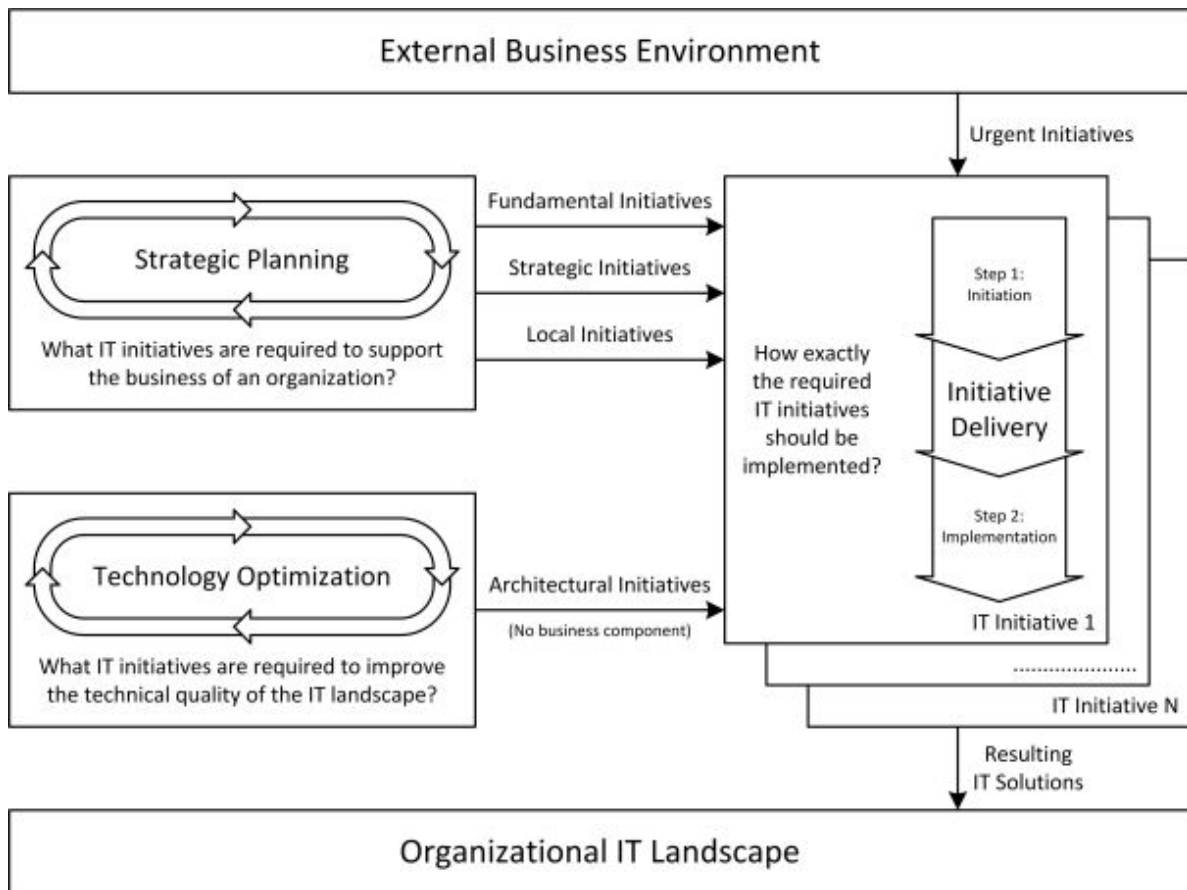 External Business Environment
Urgent Initiatives
Strategic Planning
What IT initiatives are required to support
the business of an organization?
Fundamental Initiatives
Strategic Initiatives
Local Initiatives
Technology Optimization
What IT initiatives are required to improve
the technical quality of the IT landscape?
Architectural Initiatives
(No business component)
How exactly
the required
IT initiatives
should be
implemented?
Step 1:
Initiation
Initiative
Delivery
Step 2:
Implementation
IT Initiative 1
......................
IT Initiative N
Resulting
IT Solutions
Organizational IT Landscape